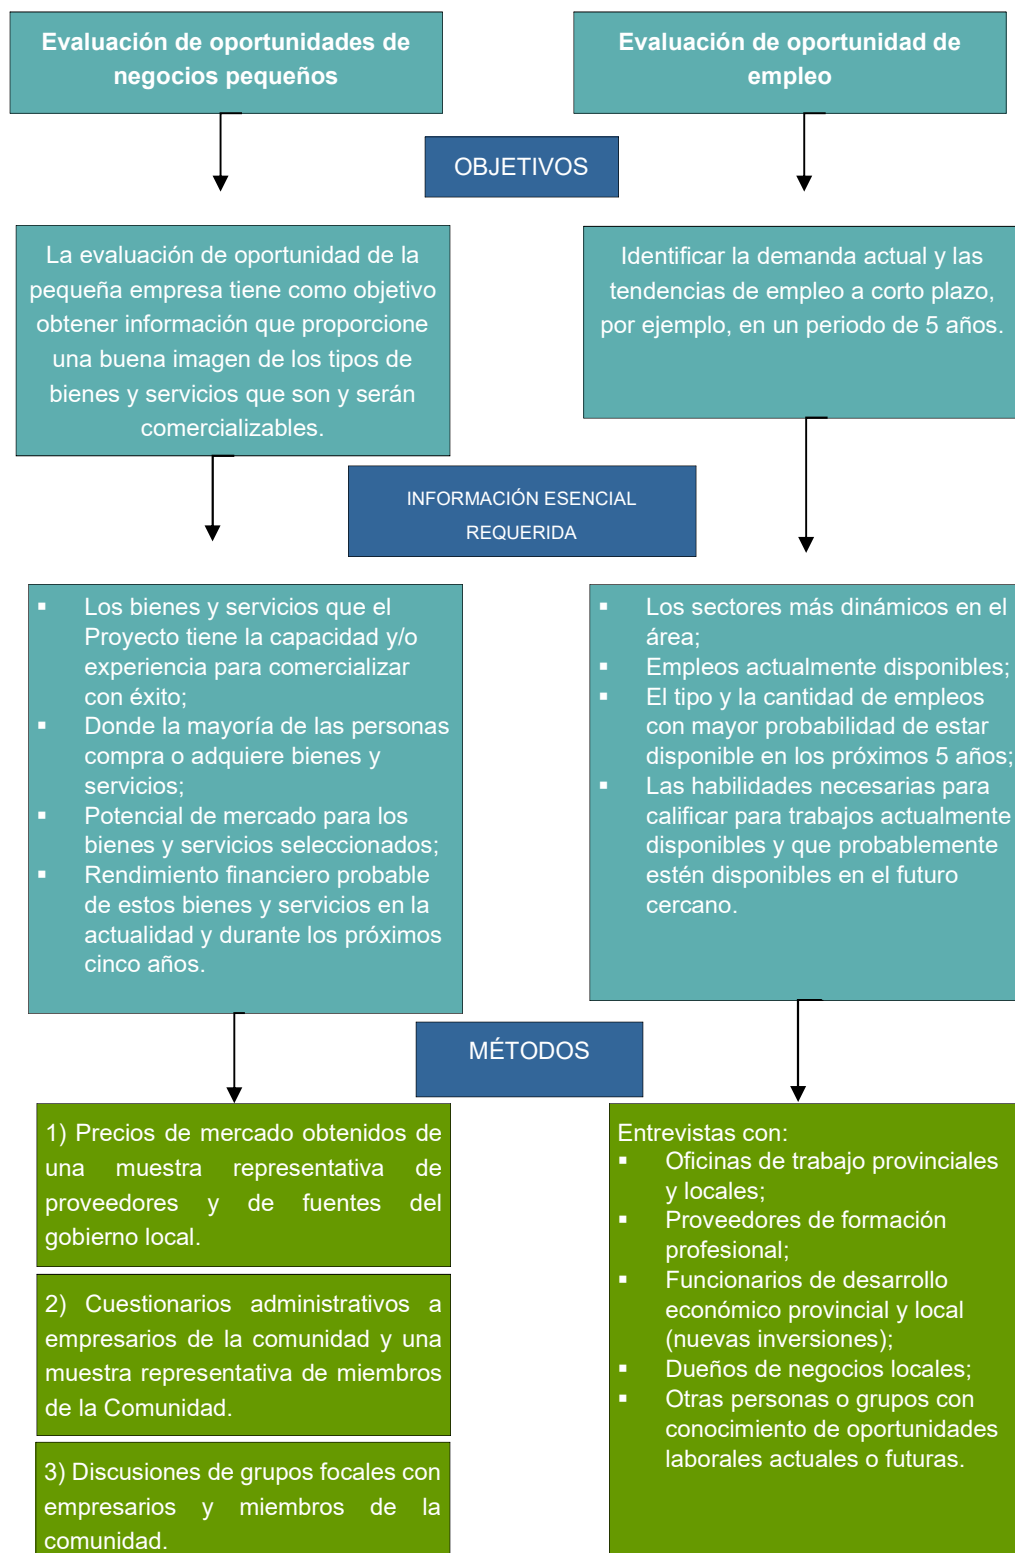 Evaluación de oportunidades de
negocios pequeños
Evaluación de oportunidad de
empleo
OBJETIVOS
La evaluación de oportunidad de la
pequeña empresa tiene como objetivo
obtener información que proporcione
una buena imagen de los tipos de
bienes y servicios que son y serán
comercializables.
Identificar la demanda actual y las
tendencias de empleo a corto plazo,
por ejemplo, en un periodo de 5 años.
INFORMACIÓN ESENCIAL
REQUERIDA
▪ Los bienes y servicios que el
Proyecto tiene la capacidad y/o
experiencia para comercializar
con éxito;
▪ Donde la mayoría de las personas
compra o adquiere bienes y
servicios;
▪ Potencial de mercado para los
bienes y servicios seleccionados;
▪ Rendimiento financiero probable
de estos bienes y servicios en la
actualidad y durante los próximos
cinco años.
▪ Los sectores más dinámicos en el
área;
▪ Empleos actualmente disponibles;
▪ El tipo y la cantidad de empleos
con mayor probabilidad de estar
disponible en los próximos 5 años;
▪ Las habilidades necesarias para
calificar para trabajos actualmente
disponibles y que probablemente
estén disponibles en el futuro
cercano.
MÉTODOS
1) Precios de mercado obtenidos de
una muestra representativa de
proveedores y de fuentes del
gobierno local.
2) Cuestionarios administrativos a
empresarios de la comunidad y una
muestra representativa de miembros
de la Comunidad.
3) Discusiones de grupos focales con
empresarios y miembros de la
comunidad.
Entrevistas con:
▪ Oficinas de trabajo provinciales
y locales;
▪ Proveedores de formación
profesional;
▪ Funcionarios de desarrollo
económico provincial y local
(nuevas inversiones);
▪ Dueños de negocios locales;
▪ Otras personas o grupos con
conocimiento de oportunidades
laborales actuales o futuras.